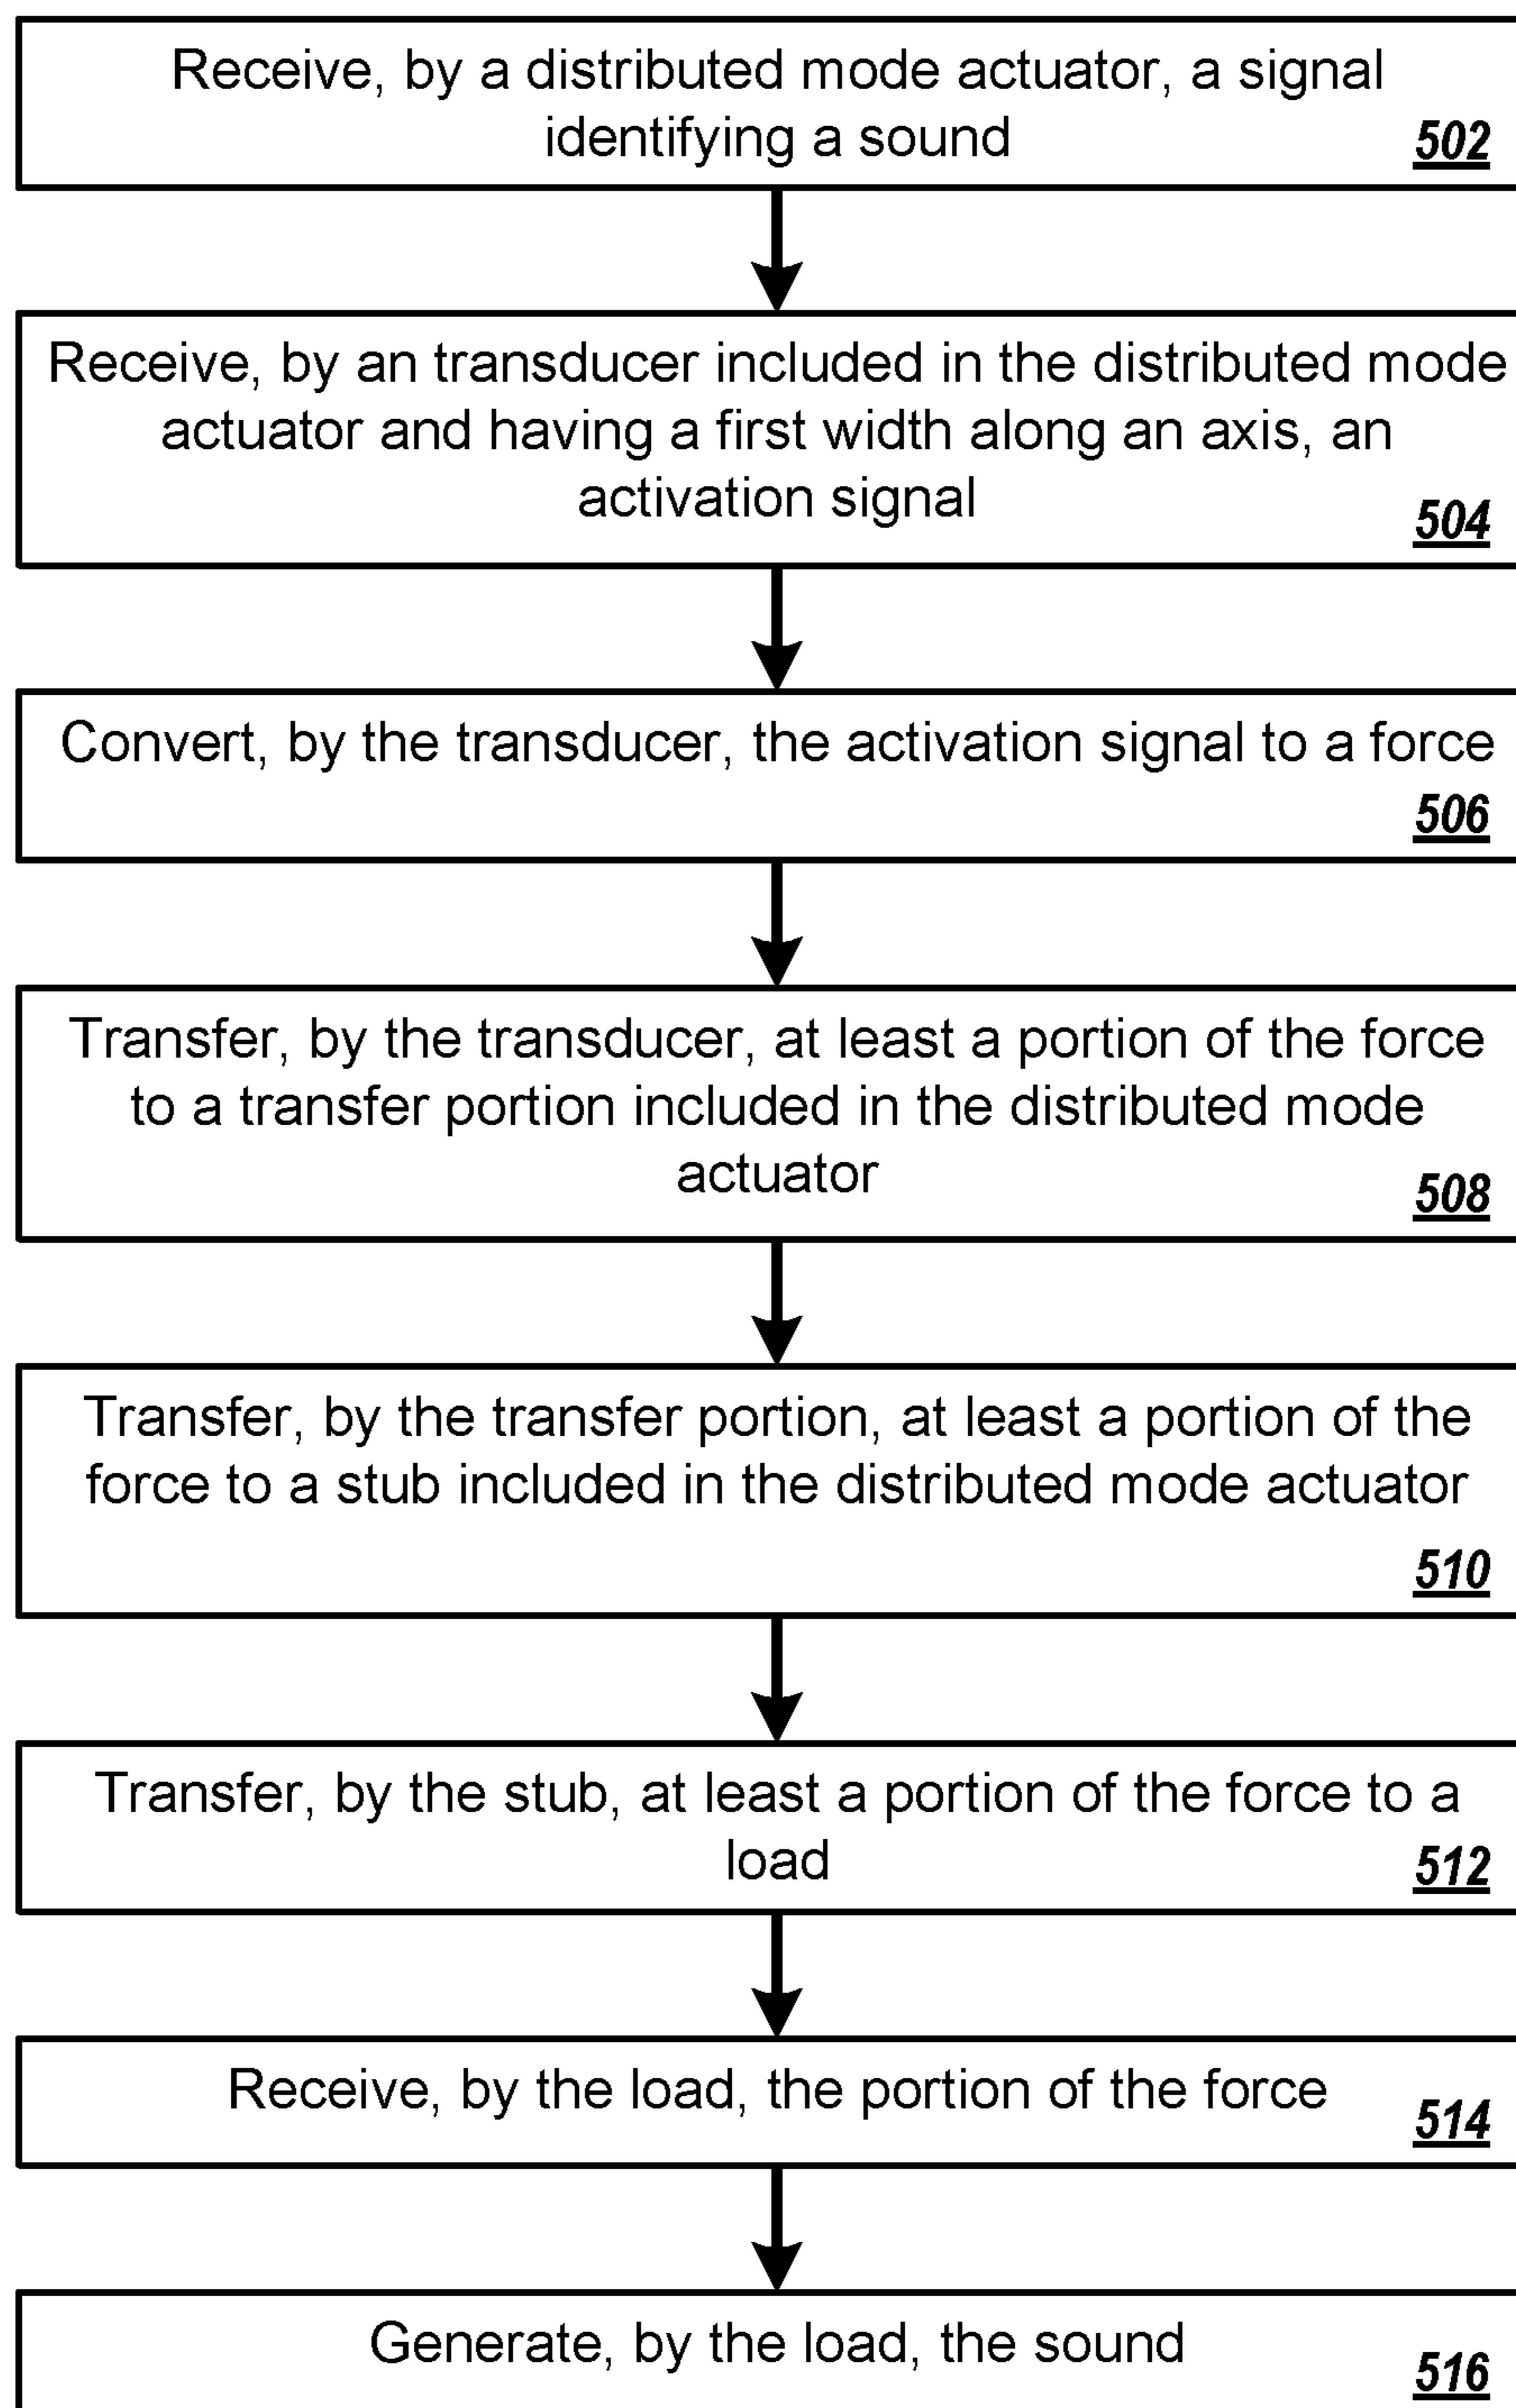 Receive, by a distributed mode actuator, a signal
identifying a sound
502
Receive, by an transducer included in the distributed mode
actuator and having a first width along an axis, an
activation signal
504
Convert, by the transducer, the activation signal to a force
506
Transfer, by the transducer, at least a portion of the force
to a transfer portion included in the distributed mode
actuator
508
Transfer, by the transfer portion, at least a portion of the
force to a stub included in the distributed mode actuator
510
Transfer, by the stub, at least a portion of the force to a
load
512
Receive, by the load, the portion of the force
514
Generate, by the load, the sound
516